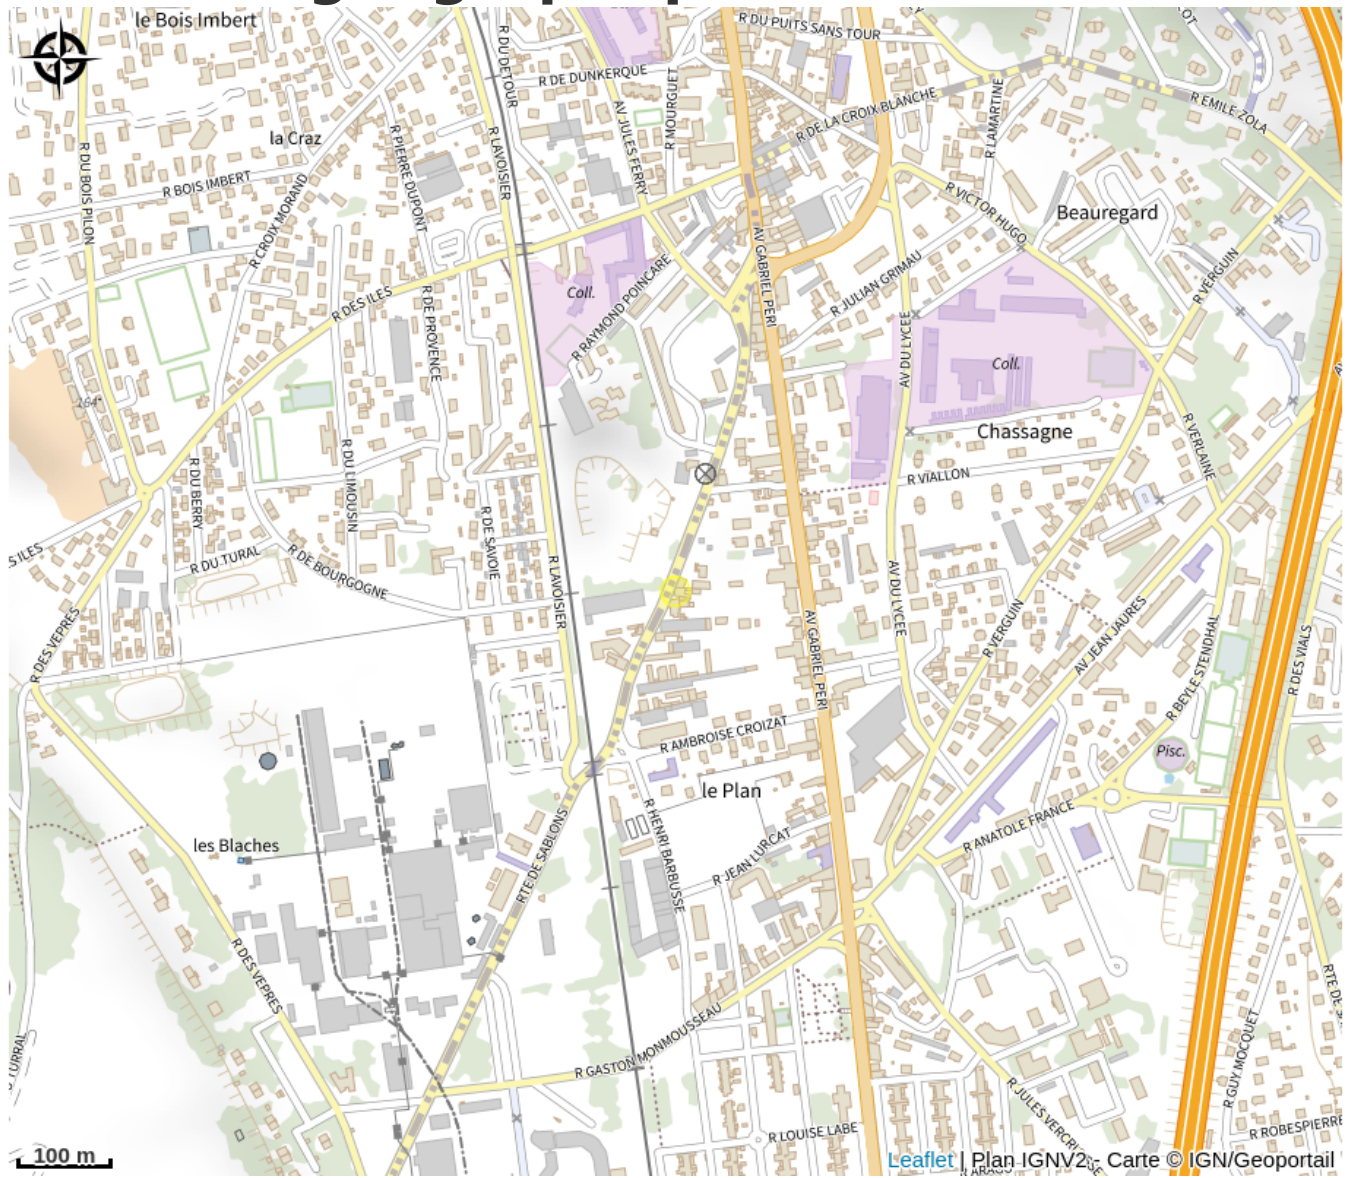 le Bois Imbert
R DU PUITS SANS TOUR
R DU DETOUR
R DE DUNKERQUE
R MOURGUET
AV JULES FERRY
R DE LA CROIX BLANCHE
R LAMARTINE
R EMILE ZOLA
la Craz
R PIERRE DUPONT
R LAVOISIER
R DU BOIS PILON
R BOIS IMBERT
R CROIX MORAND
R VICTOR HUGO
Beauregard
AV GABRIEL PERI
R JULIAN GRIMAU
R VERGUIN
R DES ILES
R DE PROVENCE
Coll.
R RAYMOND POINCARE
AV DU LYCEE
Coll.
164
Chassagne
R VERLAINE
R DU BERRY
R DU LIMOUSIN
R VIALLON
R DE SAVOIE
S ILES
R DU TURAL
R DE BOURGOGNE
R LAVOISIER
AV DU LYCEE
R DES VEPRES
R VERGUIN
AV JEAN JAURES
AV GABRIEL PERI
R BEYLE STENDHAL
R DES VIALS
R AMBROISE CROIZAT
Pisc.
le Plan
R HENRI BARBUSSE
R ANATOLE FRANCE
les Blaches
RTE DE SABLONS
R JEAN LURCAT
R DES VEPRES
R GASTON MONMOUSSEAU
R GUY MOCQUET
TURRAL
R JULES VERCRUYSSE
R LOUISE LABE
R ROBESPIERRE
100 m
Leaflet | Plan IGNV2 - Carte © IGN/Geoportail